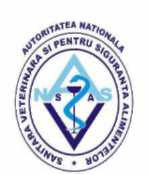 AUTORITATEA NATIONALA
SANITARA VETERINARA SI PENTRU SIGURANTA ALIMENTELOR
N S A S